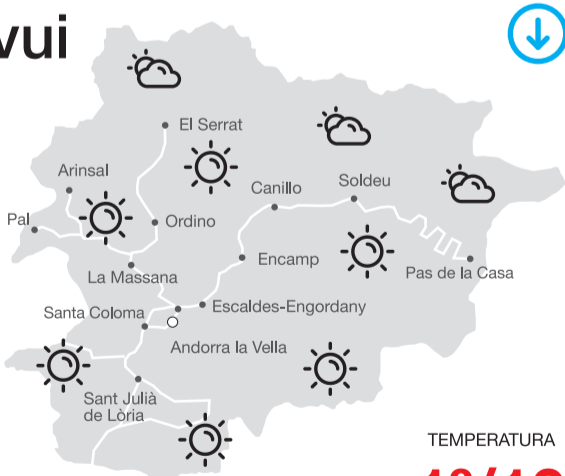 El Serrat
Arinsal
Canillo
Soldeu
Pal
Ordino
Encamp
Pas de la Casa
La Massana
Santa Coloma
Escaldes-Engordany
Andorra la Vella
Sant Julià
de Lòria
TEMPERATURA